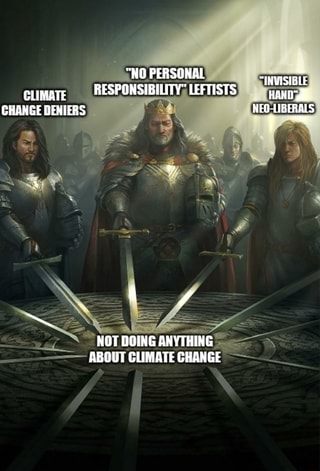 "NO PERSONAL
RESPONSIBILITY" LEFTISTS
CLIMATE
CHANGE DENIERS
"INVISIBLE
HAND"
NEO-LIBERALS
NOT DOING ANYTHING
ABOUT CLIMATE CHANGE